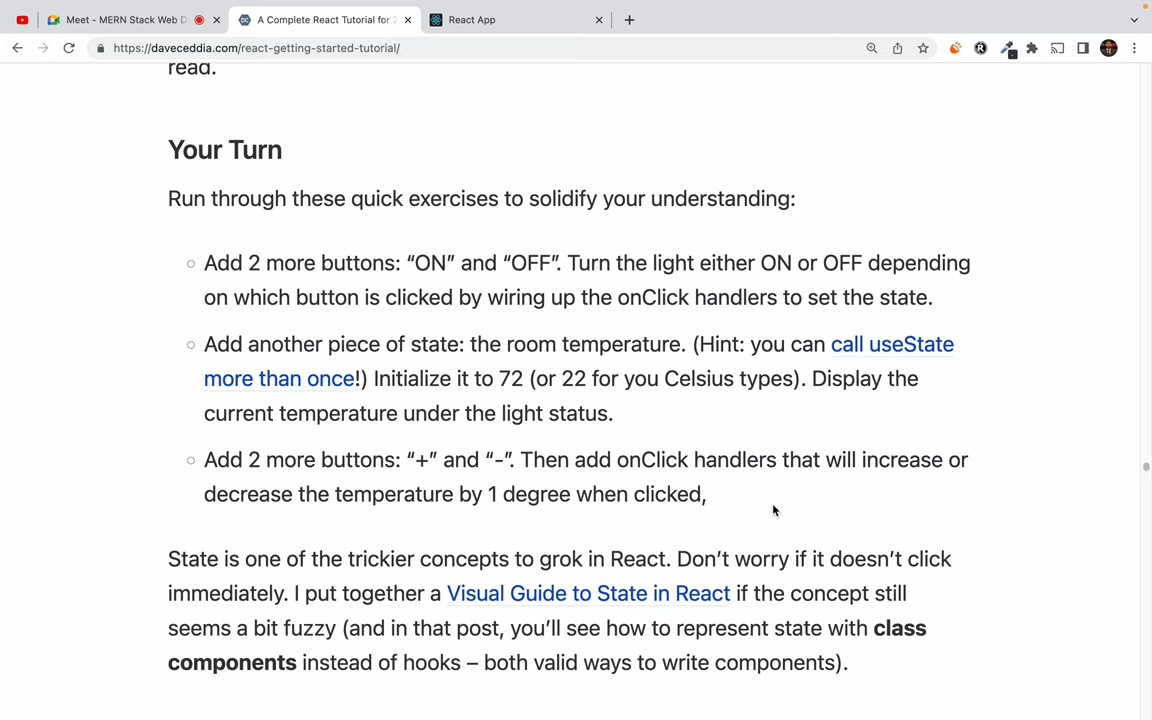 Meet - MERN Stack Web D
A Complete React Tutorial for 2
React App
https://daveceddia.com/react-getting-started-tutorial/
read.
Your Turn
Run through these quick exercises to solidify your understanding:
Add 2 more buttons: “ON” and “OFF”. Turn the light either ON or OFF depending
on which button is clicked by wiring up the onClick handlers to set the state.
Add another piece of state: the room temperature. (Hint: you can call useState
more than once!) Initialize it to 72 (or 22 for you Celsius types). Display the
current temperature under the light status.
Add 2 more buttons: “+” and “-”. Then add onClick handlers that will increase or
decrease the temperature by 1 degree when clicked,
State is one of the trickier concepts to grok in React. Don’t worry if it doesn’t click
immediately. I put together a Visual Guide to State in React if the concept still
seems a bit fuzzy (and in that post, you’ll see how to represent state with class
components instead of hooks – both valid ways to write components).